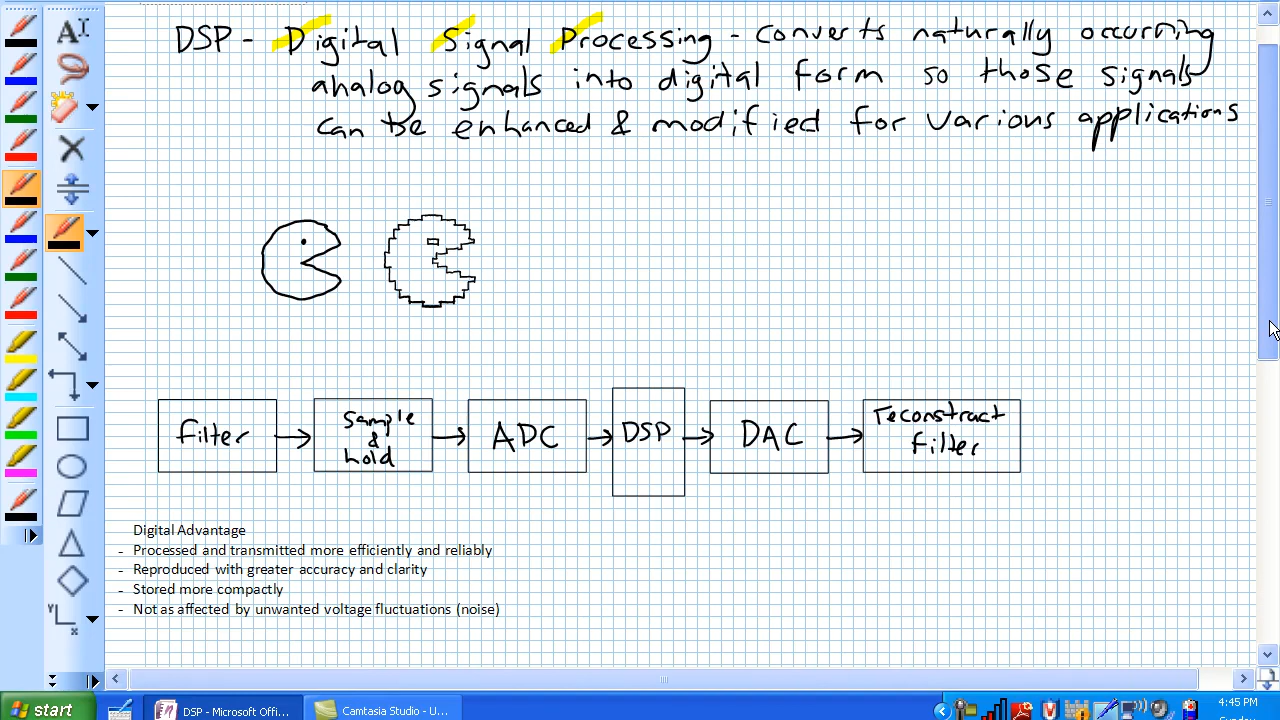 DSP - Digital Signal Processing - converts naturally occurring
analog signals into digital form so those signals
can be enhanced & modified for various applications
filter
Sample
&
hold
ADC
DSP
DAC
reconstruct
filter
Digital Advantage
- Processed and transmitted more efficiently and reliably
- Reproduced with greater accuracy and clarity
- Stored more compactly
- Not as affected by unwanted voltage fluctuations (noise)
start
DSP - Microsoft Offi...
Camtasia Studio - U...
4:45 PM